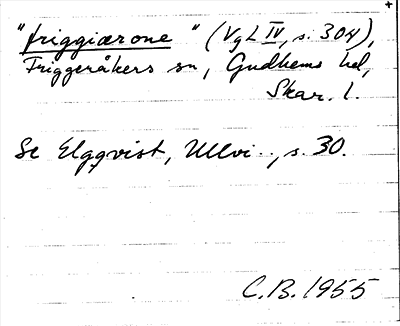 "friggiærone" (VgL IV, s. 304),
Friggeråkers sn, Gudhems hd,
Skar. l.
Se Elgqvist, Ullvi.., s. 30.
C.B. 1955